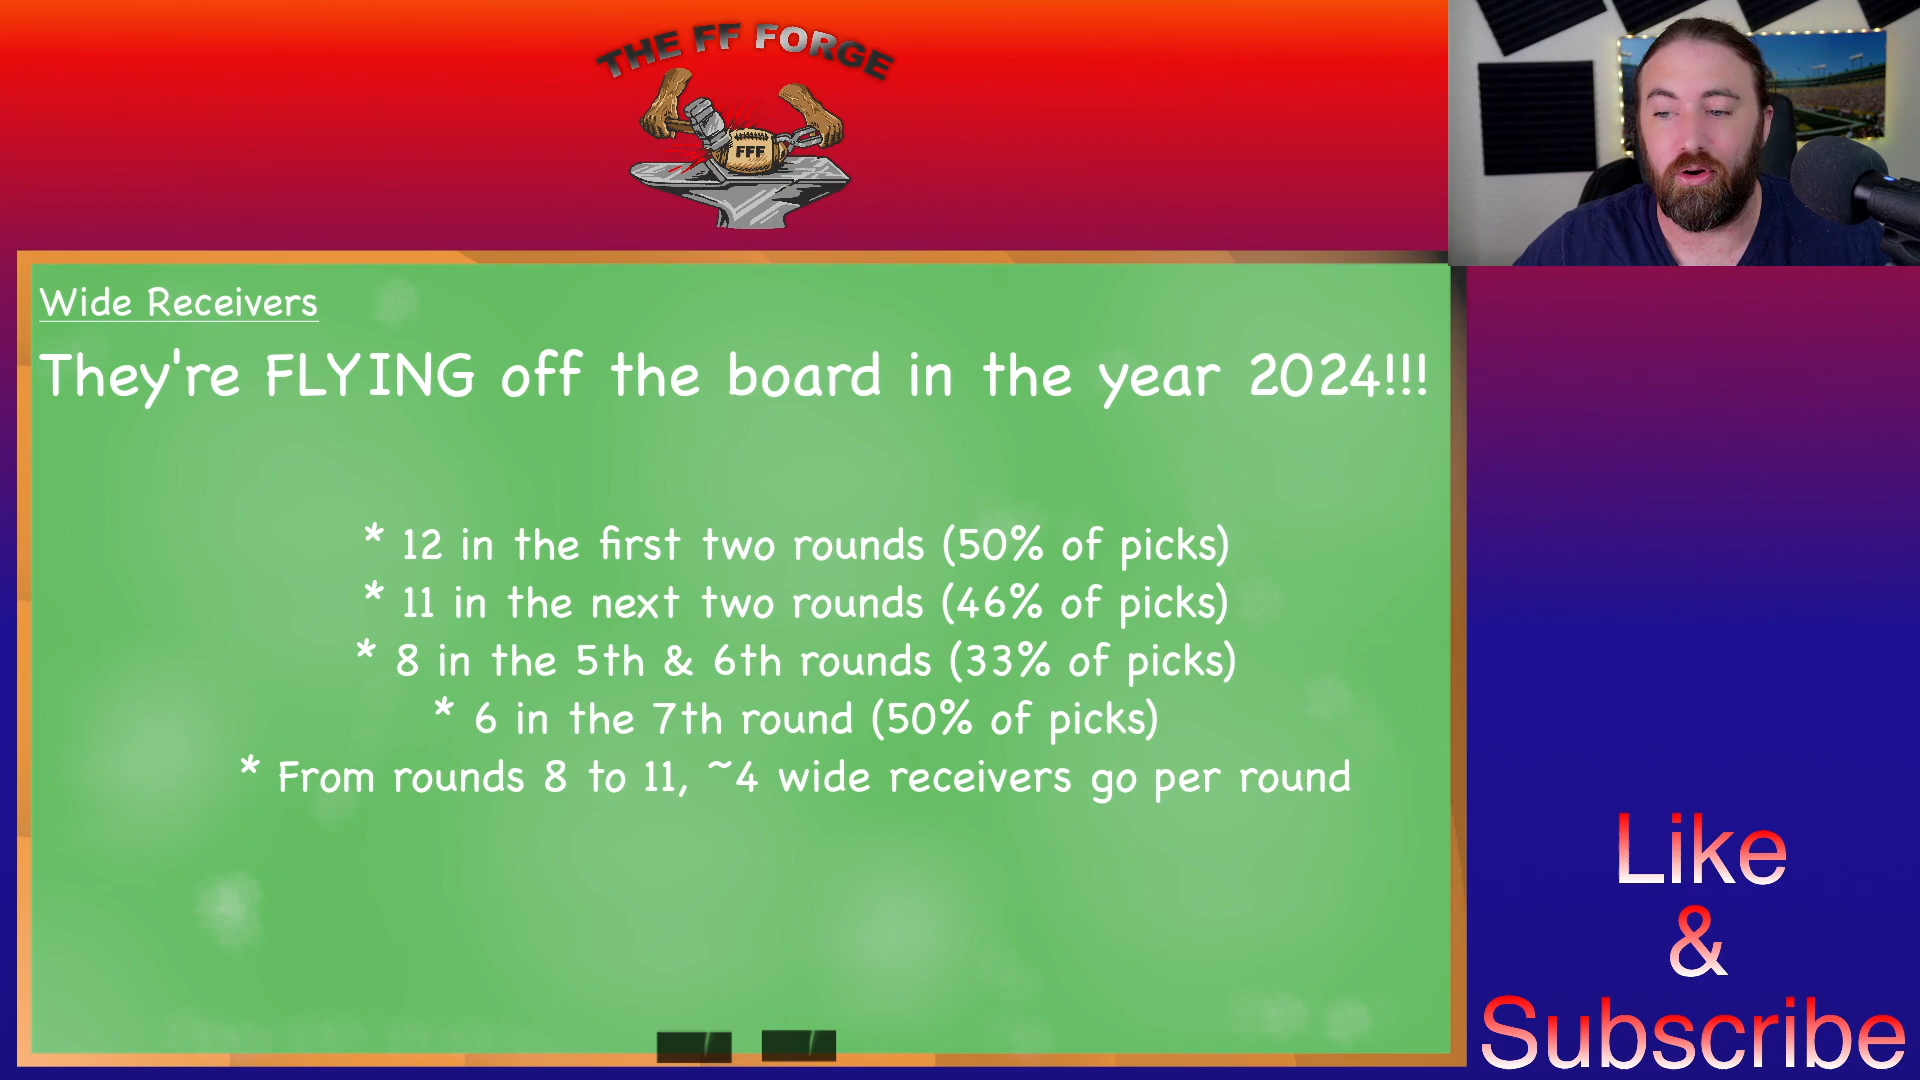 THE FF FORGE
FFF
Wide Receivers
They're FLYING off the board in the year 2024!!!
* 12 in the first two rounds (50% of picks)
* 11 in the next two rounds (46% of picks)
* 8 in the 5th & 6th rounds (33% of picks)
* 6 in the 7th round (50% of picks)
* From rounds 8 to 11, ~4 wide receivers go per round
Like
&
Subscribe